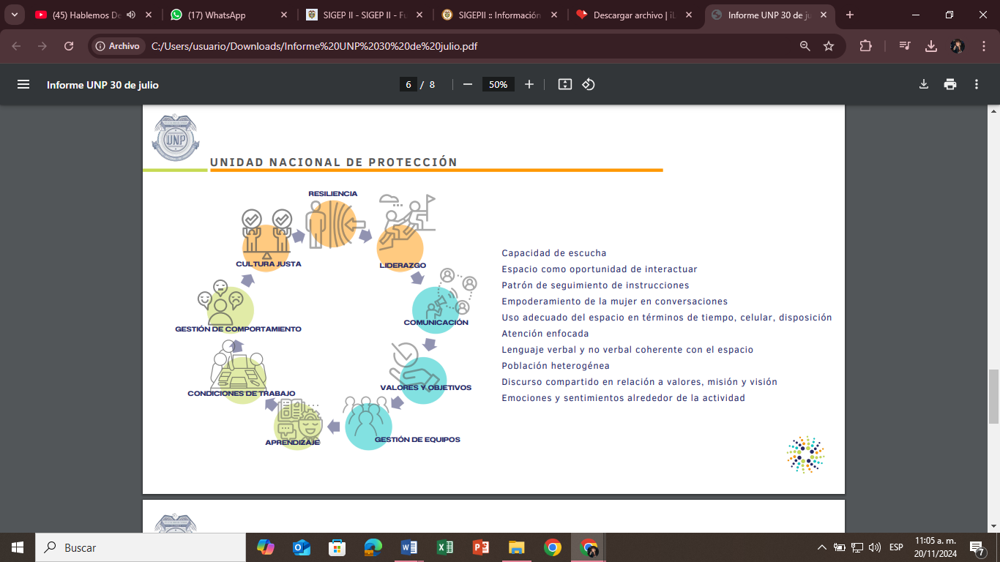 (45) Hablemos De
(17) WhatsApp
SIGEP II - SIGEP II - Fu
SIGEPII :: Información
Descargar archivo | iL
Informe UNP 30 de ju
Archivo
C:/Users/usuario/Downloads/Informe%20UNP%2030%20de%20julio.pdf
Informe UNP 30 de julio
6 / 8
50%
UNP
UNIDAD NACIONAL DE PROTECCIÓN
RESILIENCIA
CULTURA JUSTA
LIDERAZGO
COMUNICACIÓN
GESTIÓN DE COMPORTAMIENTO
VALORES Y OBJETIVOS
CONDICIONES DE TRABAJO
GESTIÓN DE EQUIPOS
APRENDIZAJE
Capacidad de escucha
Espacio como oportunidad de interactuar
Patrón de seguimiento de instrucciones
Empoderamiento de la mujer en conversaciones
Uso adecuado del espacio en términos de tiempo, celular, disposición
Atención enfocada
Lenguaje verbal y no verbal coherente con el espacio
Población heterogénea
Discurso compartido en relación a valores, misión y visión
Emociones y sentimientos alrededor de la actividad
Buscar
ESP
11:05 a. m.
20/11/2024
7